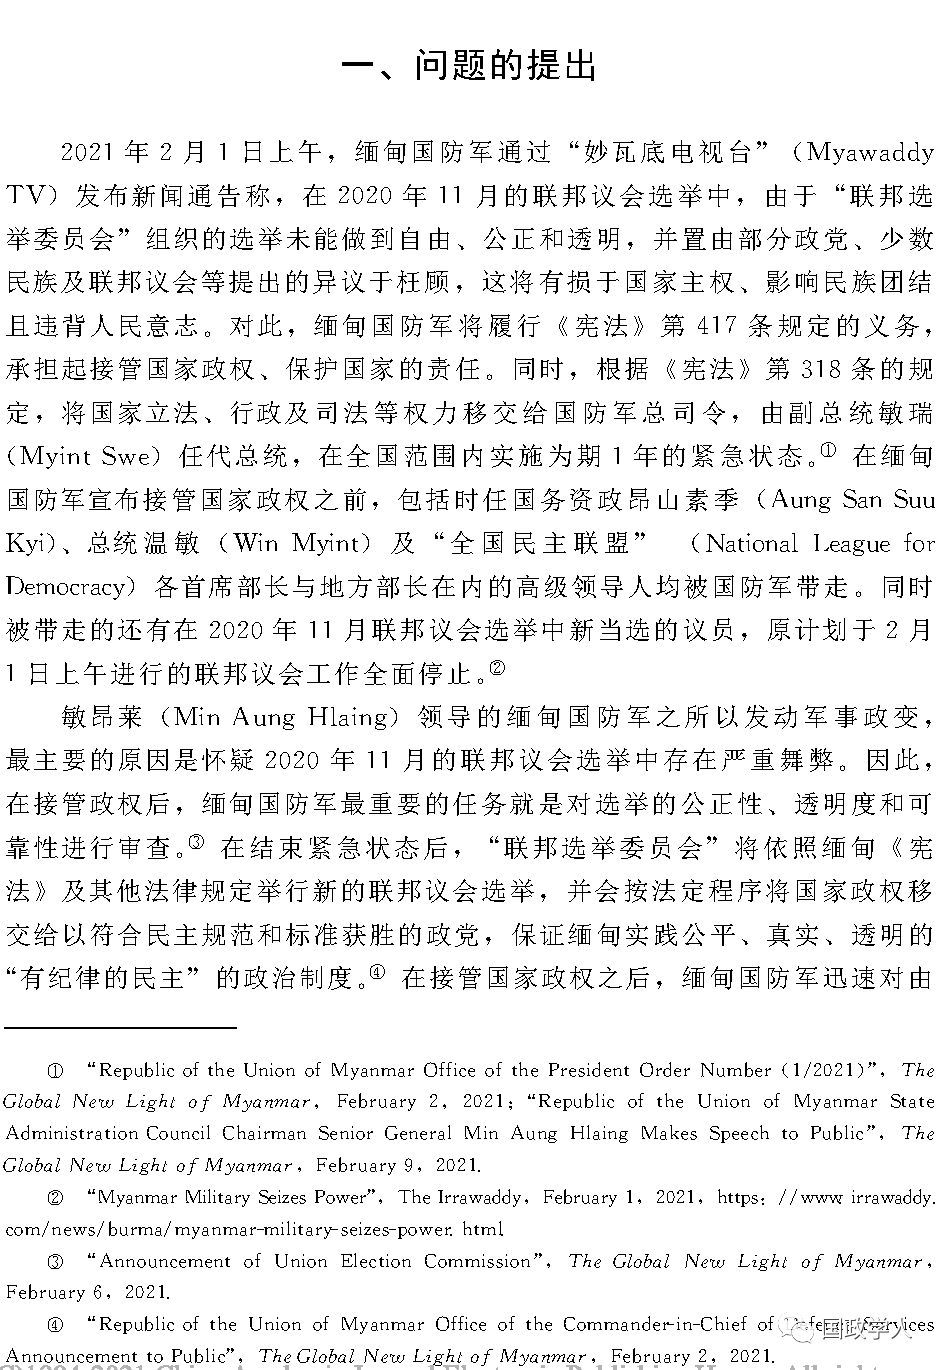 一、问题的提出
2021 年 2 月 1 日上午，缅甸国防军通过“妙瓦底电视台”（Myawaddy
TV）发布新闻通告称，在 2020 年 11 月的联邦议会选举中，由于“联邦选
举委员会”组织的选举未能做到自由、公正和透明，并置由部分政党、少数
民族及联邦议会等提出的异议于枉顾，这将有损于国家主权、影响民族团结
且违背人民意志。对此，缅甸国防军将履行《宪法》第 417 条规定的义务，
承担起接管国家政权、保护国家的责任。同时，根据《宪法》第 318 条的规
定，将国家立法、行政及司法等权力移交给国防军总司令，由副总统敏瑞
（Myint Swe）任代总统，在全国范围内实施为期 1 年的紧急状态。① 在缅甸
国防军宣布接管国家政权之前，包括时任国务资政昂山素季（Aung San Suu
Kyi）、总统温敏（Win Myint）及“全国民主联盟”（National League for
Democracy）各首席部长与地方部长在内的高级领导人均被国防军带走。同时
被带走的还有在 2020 年 11 月联邦议会选举中新当选的议员，原计划于 2 月
1 日上午进行的联邦议会工作全面停止。②
敏昂莱（Min Aung Hlaing）领导的缅甸国防军之所以发动军事政变，
最主要的原因是怀疑 2020 年 11 月的联邦议会选举中存在严重舞弊。因此，
在接管政权后，缅甸国防军最重要的任务就是对选举的公正性、透明度和可
靠性进行审查。③ 在结束紧急状态后，“联邦选举委员会”将依照缅甸《宪
法》及其他法律规定举行新的联邦议会选举，并会按法定程序将国家政权移
交给以符合民主规范和标准获胜的政党，保证缅甸实践公平、真实、透明的
“有纪律的民主”的政治制度。④ 在接管国家政权之后，缅甸国防军迅速对由
① “Republic of the Union of Myanmar Office of the President Order Number (1/2021)”, The
Global New Light of Myanmar, February 2, 2021; “Republic of the Union of Myanmar State
Administration Council Chairman Senior General Min Aung Hlaing Makes Speech to Public”, The
Global New Light of Myanmar, February 9, 2021.
② “Myanmar Military Seizes Power”, The Irrawaddy, February 1, 2021, https: //www. irrawaddy.
com/news/burma/myanmar-military-seizes-power. html.
③ “Announcement of Union Election Commission”, The Global New Light of Myanmar,
February 6, 2021.
④ “Republic of the Union of Myanmar Office of the Commander-in-Chief of Defence Services
Announcement to Public”, The Global New Light of Myanmar, February 2, 2021.
国政学人